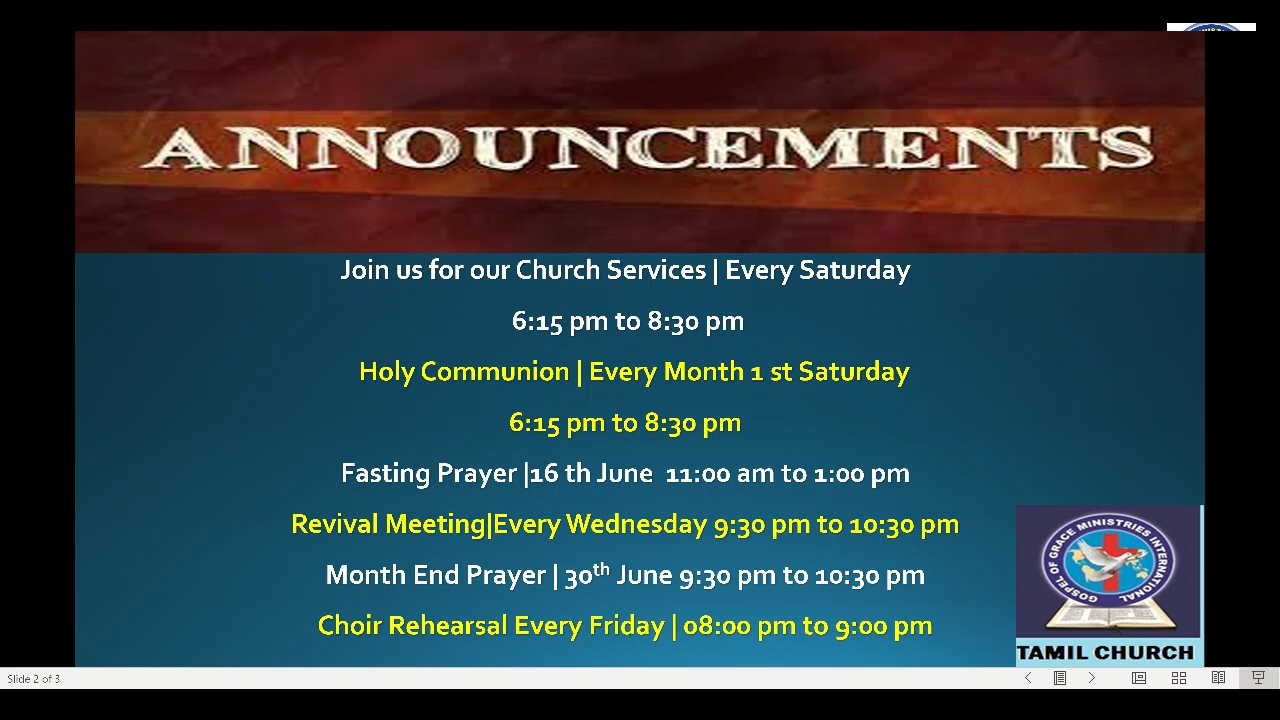 ANNOUNCEMENTS
Join us for our Church Services | Every Saturday
6:15 pm to 8:30 pm
Holy Communion | Every Month 1 st Saturday
6:15 pm to 8:30 pm
Fasting Prayer |16 th June  11:00 am to 1:00 pm
Revival Meeting|Every Wednesday 9:30 pm to 10:30 pm
Month End Prayer | 30th June 9:30 pm to 10:30 pm
Choir Rehearsal Every Friday | 08:00 pm to 9:00 pm
GOSPEL OF GRACE MINISTRIES INTERNATIONAL
TAMIL CHURCH
Slide 2 of 3